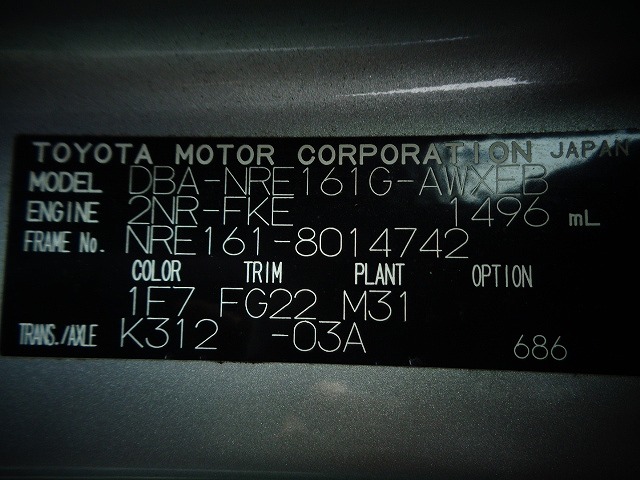 TOYOTA MOTOR CORPORATION JAPAN
MODEL DBA-NRE161G-AWXEB
ENGINE 2NR-FKE 1496 mL
FRAME No. NRE161-8014742
COLOR TRIM PLANT OPTION
1F7 FG22 M31
TRANS./AXLE K312 -03A
686